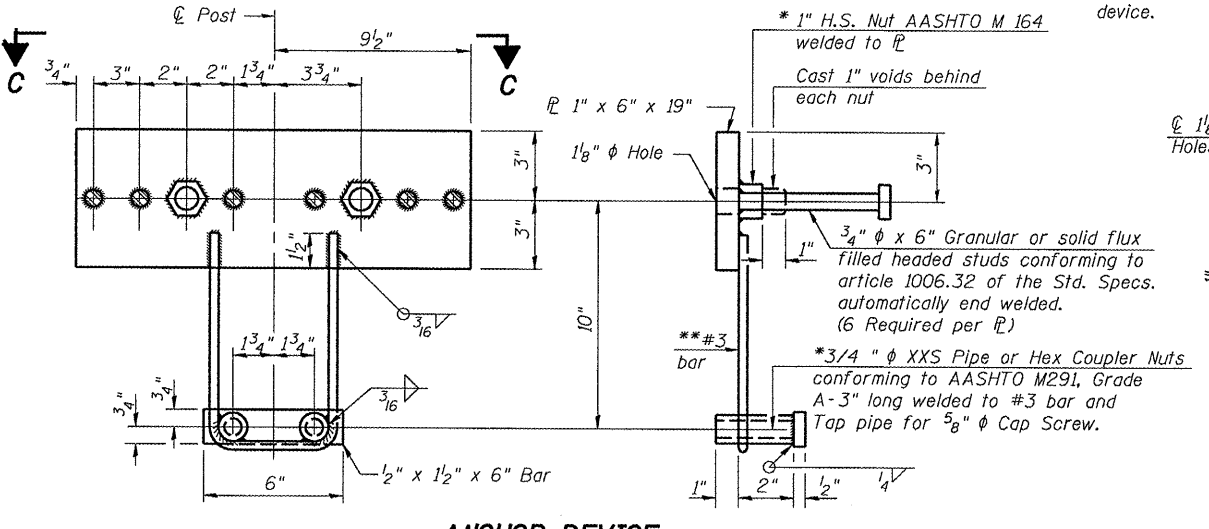 ℄ Post
9½"
C
C
¾"
3"
2"
2"
1¾"
3¾"
3"
3"
1½"
3/16
10"
1¾"
1¾"
¾"
¾"
3/16
6"
½" x 1½" x 6" Bar
* 1" H.S. Nut AASHTO M 164
welded to ⅊
Cast 1" voids behind
each nut
⅊ 1" x 6" x 19"
1⅛" ϕ Hole
3"
1"
¾" ϕ x 6" Granular or solid flux
filled headed studs conforming to
article 1006.32 of the Std. Specs.
automatically end welded.
(6 Required per ⅊)
**#3
bar
*3/4 " ϕ XXS Pipe or Hex Coupler Nuts
conforming to AASHTO M291, Grade
A-3" long welded to #3 bar and
Tap pipe for ⅝" ϕ Cap Screw.
1"
2"
½"
¼
device.
℄